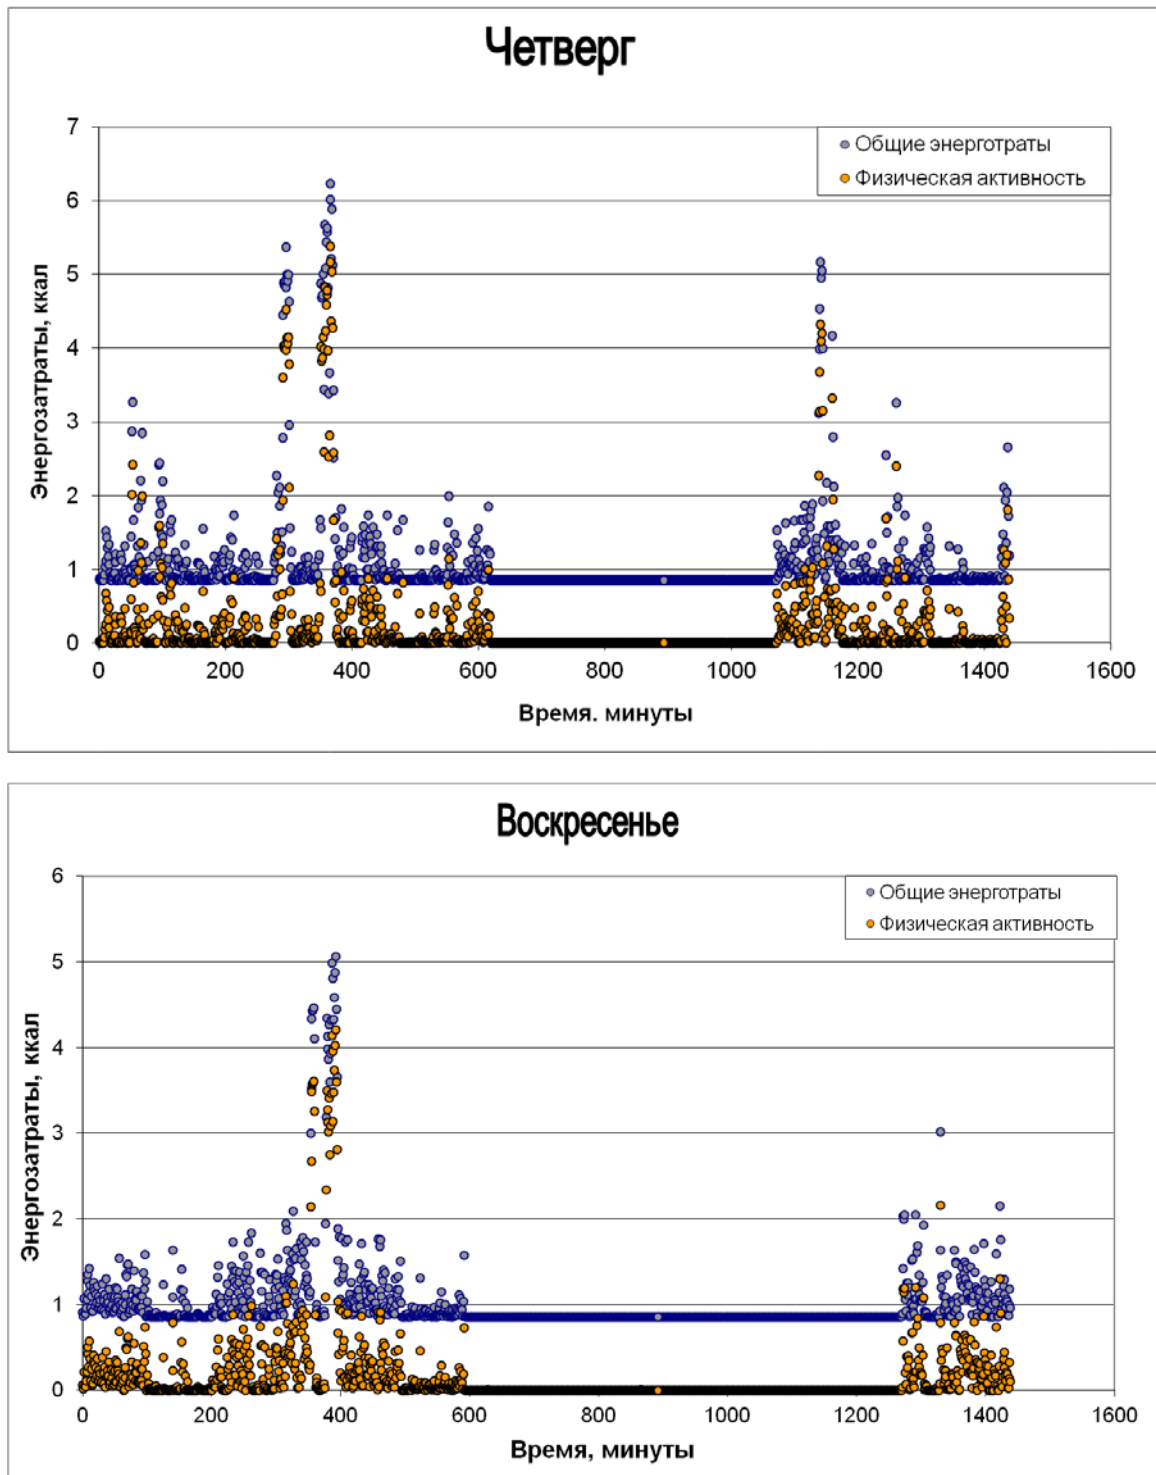 Четверг
7
6
5
4
3
2
1
0
Энергозатраты, ккал
Общие энерготраты
Физическая активность
0 200 400 600 800 1000 1200 1400 1600
Время. минуты
Воскресенье
6
5
4
3
2
1
0
Энергозатраты, ккал
Общие энерготраты
Физическая активность
0 200 400 600 800 1000 1200 1400 1600
Время, минуты